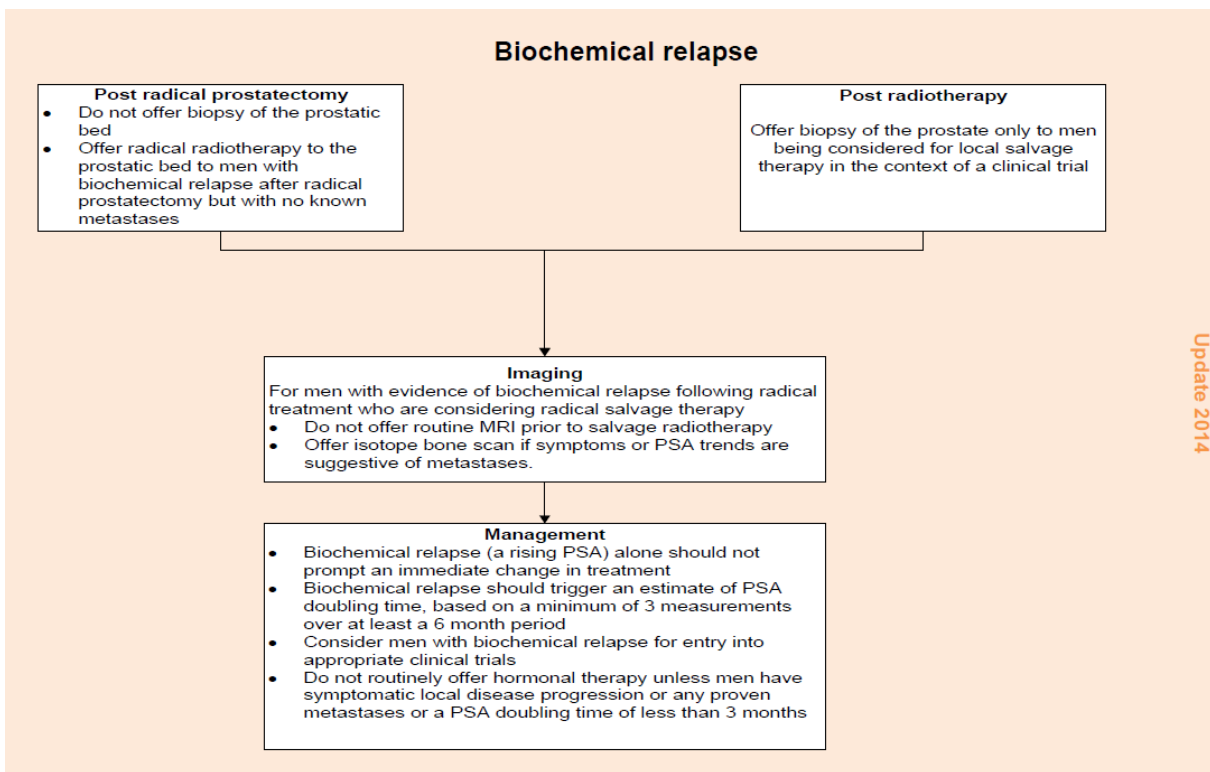 Biochemical relapse
Post radical prostatectomy
• Do not offer biopsy of the prostatic
bed
• Offer radical radiotherapy to the
prostatic bed to men with
biochemical relapse after radical
prostatectomy but with no known
metastases
Post radiotherapy
Offer biopsy of the prostate only to men
being considered for local salvage
therapy in the context of a clinical trial
Imaging
For men with evidence of biochemical relapse following radical
treatment who are considering radical salvage therapy
• Do not offer routine MRI prior to salvage radiotherapy
• Offer isotope bone scan if symptoms or PSA trends are
suggestive of metastases.
Management
• Biochemical relapse (a rising PSA) alone should not
prompt an immediate change in treatment
• Biochemical relapse should trigger an estimate of PSA
doubling time, based on a minimum of 3 measurements
over at least a 6 month period
• Consider men with biochemical relapse for entry into
appropriate clinical trials
• Do not routinely offer hormonal therapy unless men have
symptomatic local disease progression or any proven
metastases or a PSA doubling time of less than 3 months
Update 2014